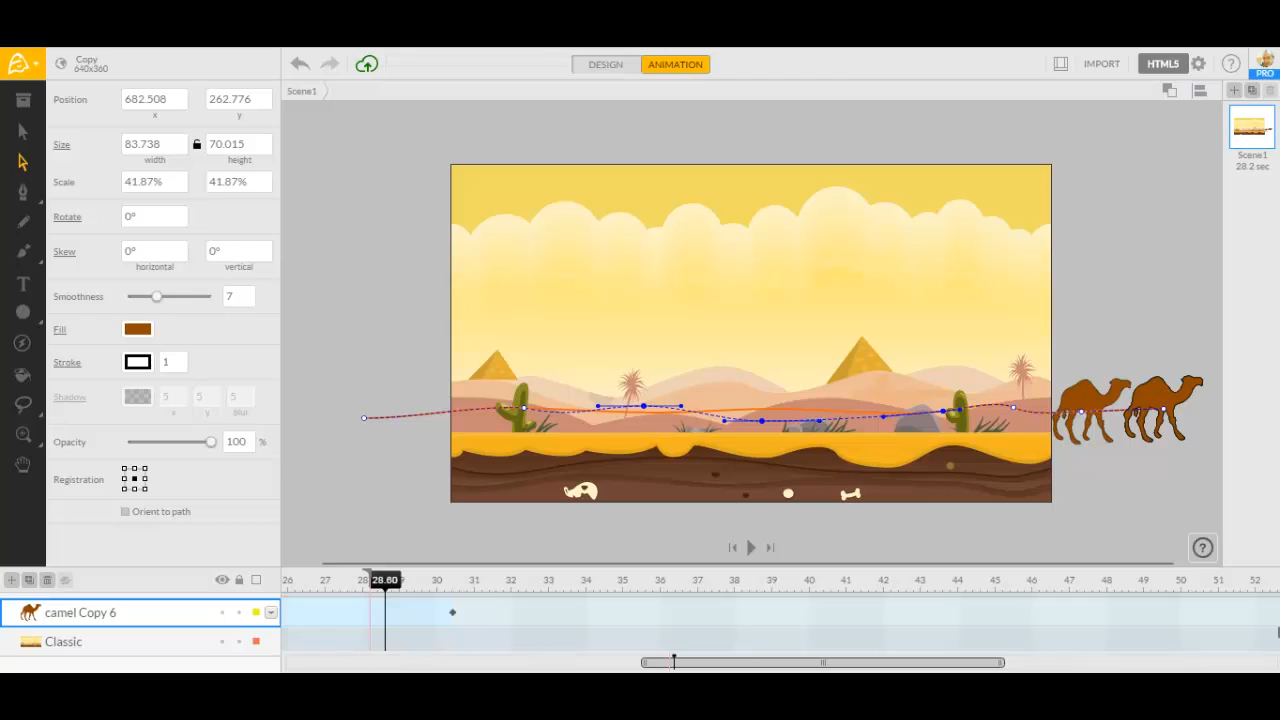 Copy
640x360
DESIGN ANIMATION
IMPORT HTML5 PRO
Scene1
Position 682.508 262.776
x y
Size 83.738 70.015
width height
Scale 41.87% 41.87%
Rotate 0°
Skew 0° 0°
horizontal vertical
Smoothness 7
Fill
Stroke 1
Shadow 5 5 5
x y blur
Opacity 100 %
Registration
Orient to path
Scene1
28.2 sec
?
26 27 28 28.60 30 31 32 33 34 35 36 37 38 39 40 41 42 43 44 45 46 47 48 49 50 51 52
camel Copy 6
Classic